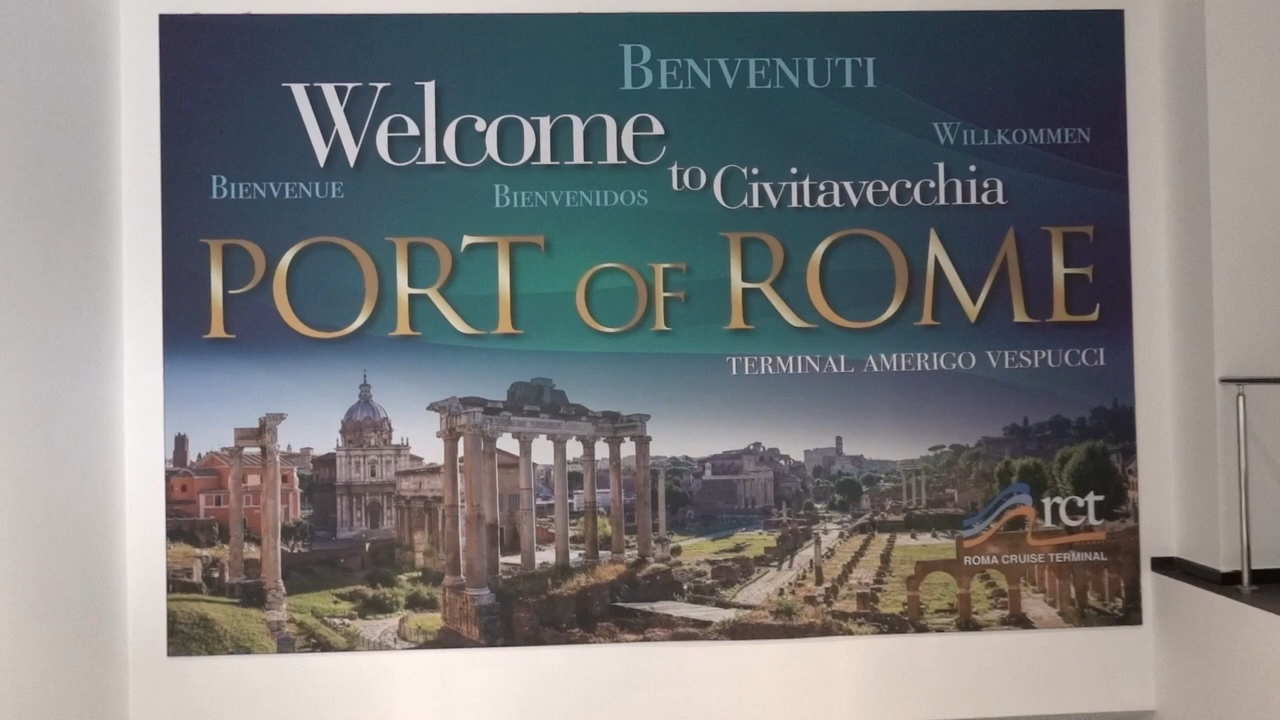 BENVENUTI
Welcome
WILLKOMMEN
BIENVENUE
BIENVENIDOS
to Civitavecchia
PORT OF ROME
TERMINAL AMERIGO VESPUCCI
rct
ROMA CRUISE TERMINAL